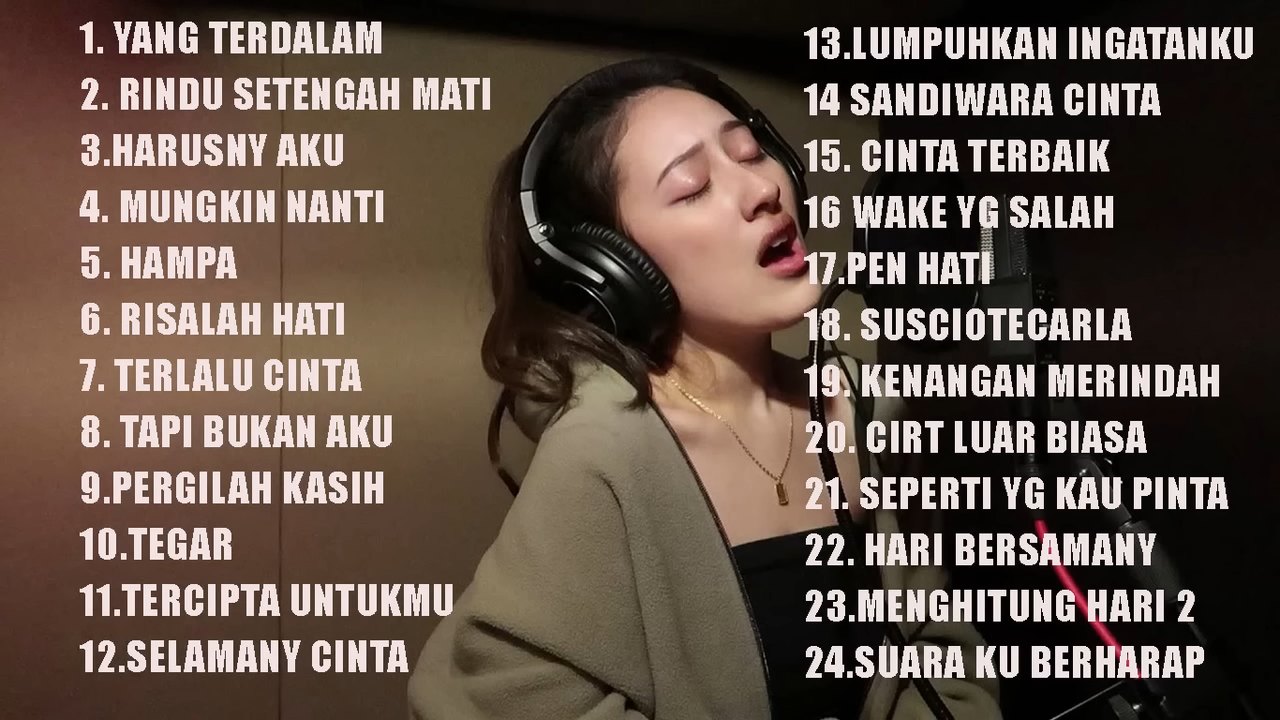 1. YANG TERDALAM
2. RINDU SETENGAH MATI
3.HARUSNY AKU
4. MUNGKIN NANTI
5. HAMPA
6. RISALAH HATI
7. TERLALU CINTA
8. TAPI BUKAN AKU
9.PERGILAH KASIH
10.TEGAR
11.TERCIPTA UNTUKMU
12.SELAMANY CINTA
13.LUMPUHKAN INGATANKU
14 SANDIWARA CINTA
15. CINTA TERBAIK
16 WAKE YG SALAH
17.PEN HATI
18. SUSCIOTECARLA
19. KENANGAN MERINDAH
20. CIRT LUAR BIASA
21. SEPERTI YG KAU PINTA
22. HARI BERSAMANY
23.MENGHITUNG HARI 2
24.SUARA KU BERHARAP